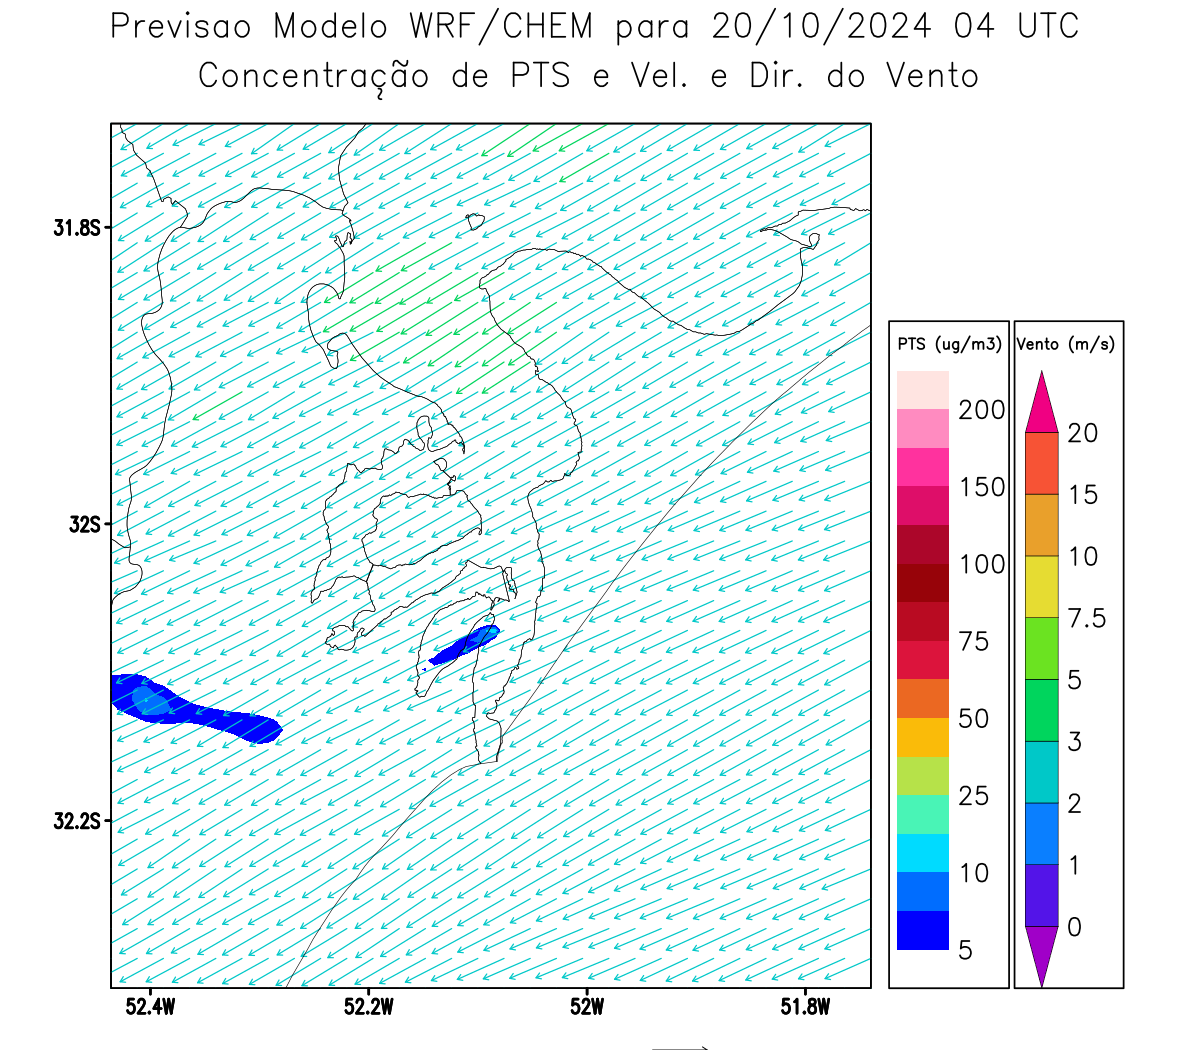 Previsao Modelo WRF/CHEM para 20/10/2024 04 UTC
Concentração de PTS e Vel. e Dir. do Vento
31.8S
32S
32.2S
52.4W
52.2W
52W
51.8W
PTS (ug/m3)
200
150
100
75
50
25
10
5
Vento (m/s)
20
15
10
7.5
5
3
2
1
0